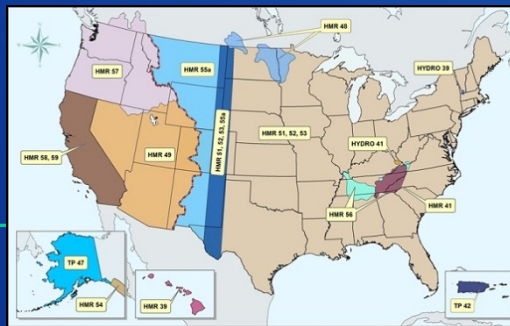 HMR 48
HMR 57
HMR 55a
HYDRO 39
HMR 51, 52, 53, 55a
HMR 51, 52, 53
HYDRO 41
HMR 58, 59
HMR 49
HMR 56
HMR 41
TP 47
HMR 54
HMR 39
TP 42